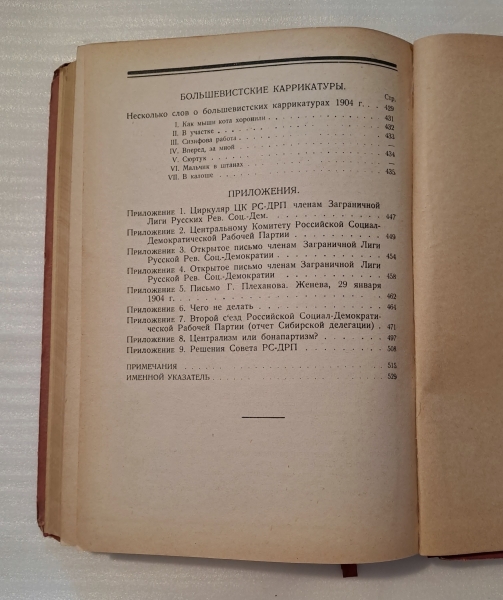 БОЛЬШЕВИСТСКИЕ КАРРИКАТУРЫ.
Стр.
Несколько слов о большевистских каррикатурах 1904 г. . . 429
I. Как мыши кота хоронили . . . . . . . . . . 431
II. В участке . . . . . . . . . . . . . . . . 432
III. Сизифова работа . . . . . . . . . . . . . 433
IV. Вперед, за мной . . . . . . . . . . . . . —
V. Сюртук . . . . . . . . . . . . . . . . . 434
VI. Мальчик в штанах . . . . . . . . . . . . —
VII. В калоше . . . . . . . . . . . . . . . . 435
ПРИЛОЖЕНИЯ.
Приложение 1. Циркуляр ЦК РС-ДРП членам Заграничной
Лиги Русских Рев. Соц.-Дем. . . . . . . . . . . 447
Приложение 2. Центральному Комитету Российской Социал-
Демократической Рабочей Партии . . . . . . . . 449
Приложение 3. Открытое письмо членам Заграничной Лиги
Русской Рев. Соц.-Демократии . . . . . . . . . 454
Приложение 4. Открытое письмо членам Заграничной Лиги
Русской Рев. Соц.-Демократии . . . . . . . . . 458
Приложение 5. Письмо Г. Плеханова. Женева, 29 января
1904 г. . . . . . . . . . . . . . . . . . . . 462
Приложение 6. Чего не делать . . . . . . . . . . 464
Приложение 7. Второй с'езд Российской Социал-Демократи-
ческой Рабочей Партии (отчет Сибирской делегации) . 471
Приложение 8. Централизм или бонапартизм? . . . . . 497
Приложение 9. Решения Совета РС-ДРП . . . . . . . 508
ПРИМЕЧАНИЯ . . . . . . . . . . . . . . . . . . 515
ИМЕННОЙ УКАЗАТЕЛЬ . . . . . . . . . . . . . . . 529